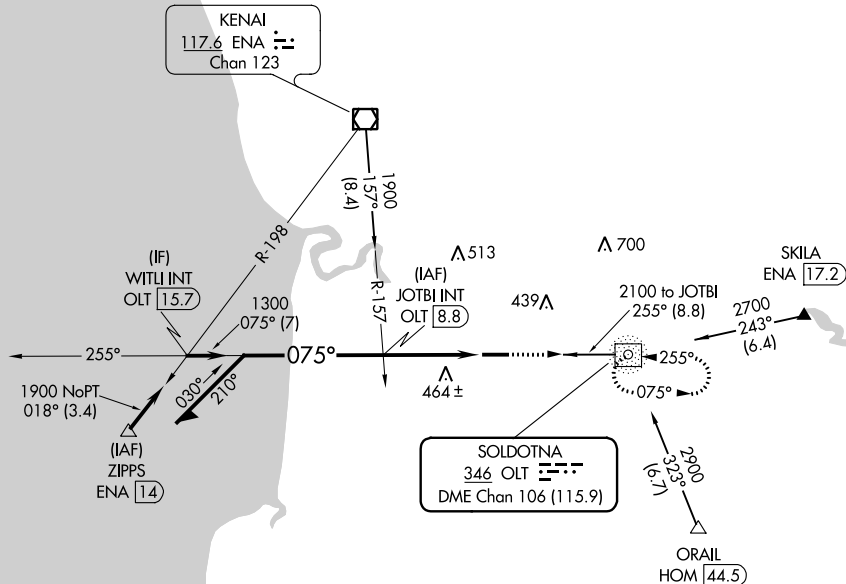 KENAI
117.6 ENA
Chan 123
1900
157°
(8.4)
R-198
R-157
(IF)
WITLI INT
OLT 15.7
1300
075° (7)
(IAF)
JOTBI INT
OLT 8.8
513
700
439
464 ±
2100 to JOTBI
255° (8.8)
SKILA
ENA 17.2
2700
243°
(6.4)
255°
075°
255°
075°
1900 NoPT
018° (3.4)
030°
210°
(IAF)
ZIPPS
ENA 14
SOLDOTNA
346 OLT
DME Chan 106 (115.9)
2900
323°
(6.7)
ORAIL
HOM 44.5